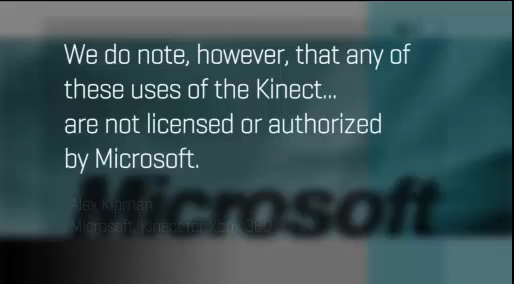 We do note, however, that any of
these uses of the Kinect...
are not licensed or authorized
by Microsoft.
Alex Kipman
Microsoft, Kinect for Xbox 360
Microsoft